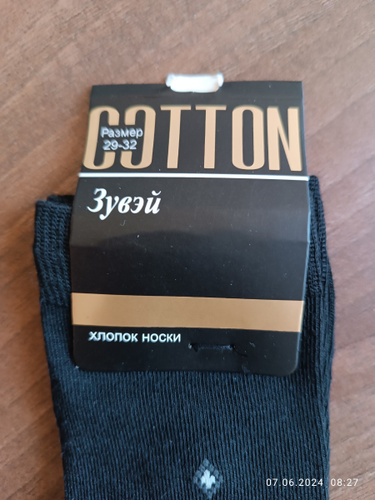 COTTON
Размер
29-32
Зувэй
ХЛОПОК НОСКИ
07.06.2024 08:27